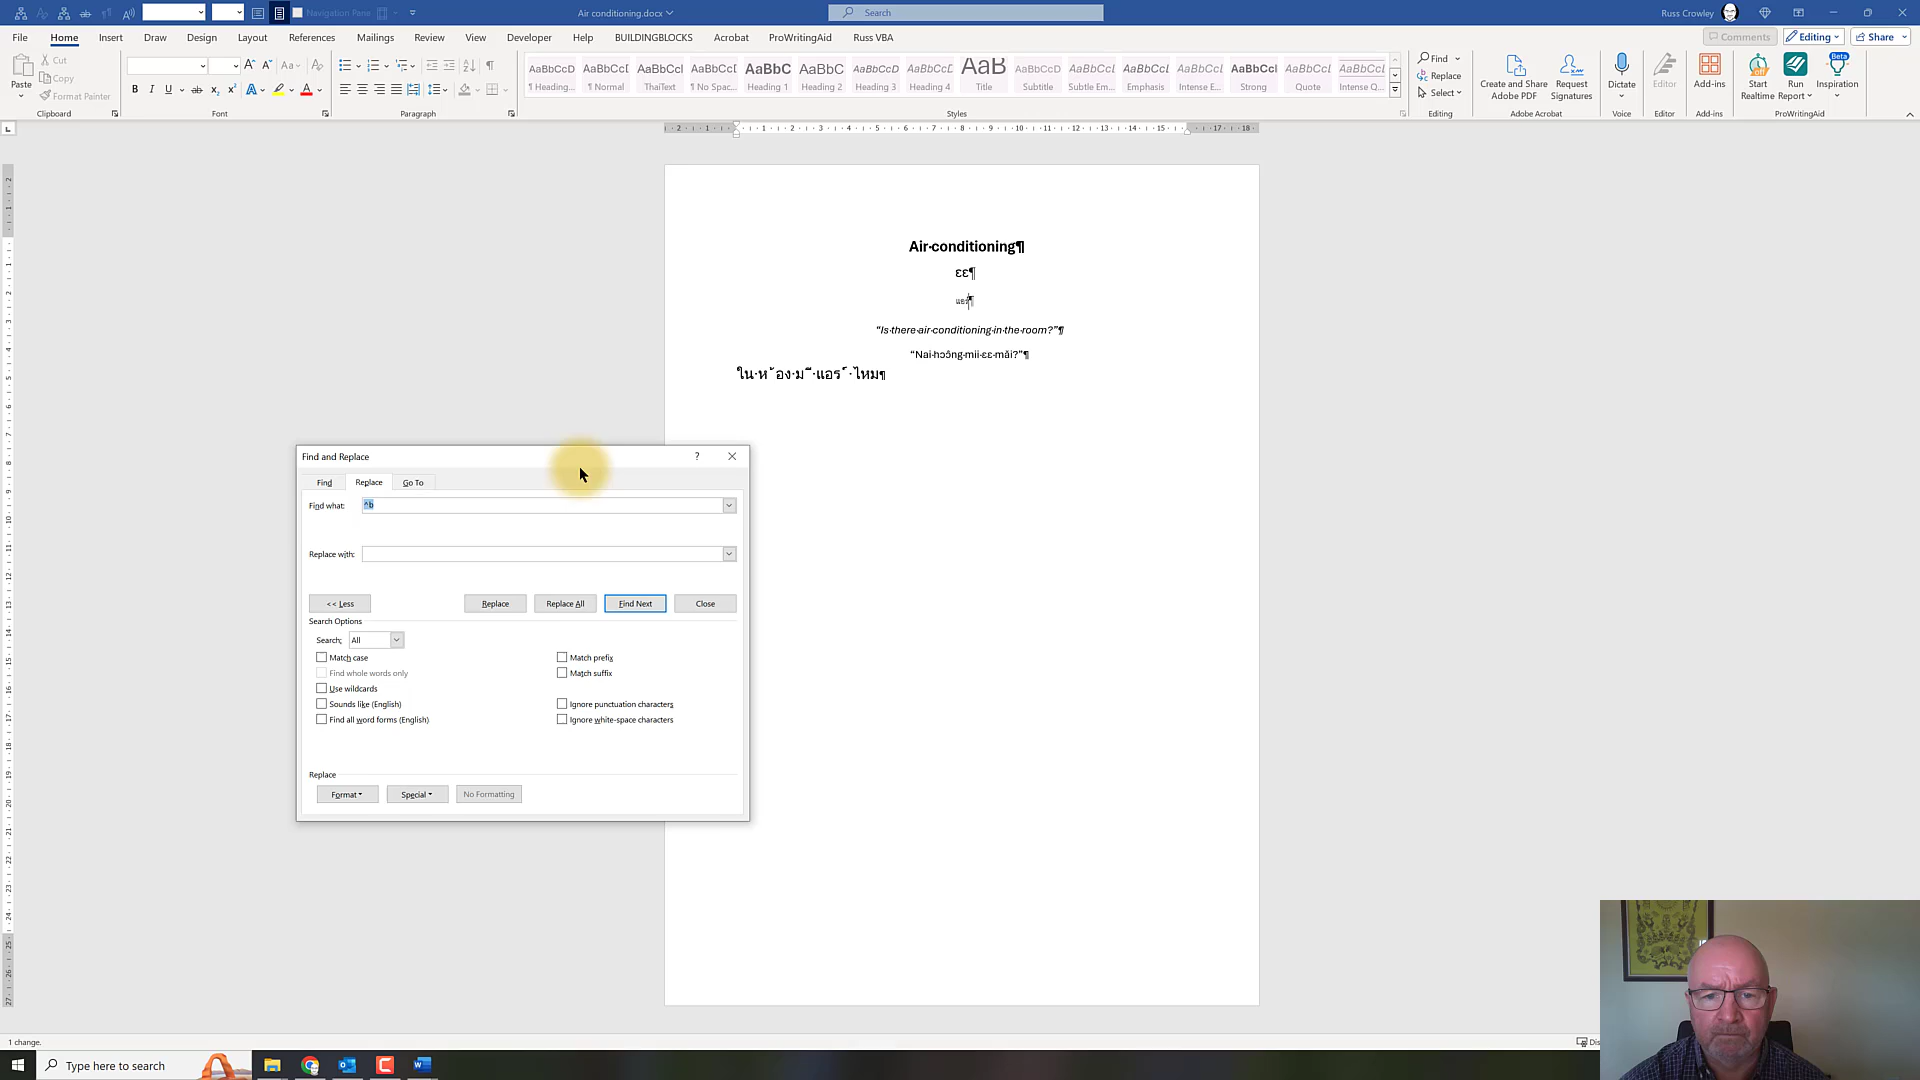 Navigation Pane
Air conditioning.docx
Search
Russ Crowley
File Home Insert Draw Design Layout References Mailings Review View Developer Help BUILDINGBLOCKS Acrobat ProWritingAid Russ VBA
Comments Editing Share
Paste
Cut
Copy
Format Painter
Clipboard
Font
Paragraph
AaBbCcD AaBbCcI AaBbCcI AaBbCcI AaBbC AaBbC AaBbCcD AaBbCcD AaB AaBbCcD AaBbCcI AaBbCcI AaBbCcI AaBbCcI AaBbCcI AaBbCcI
¶ Heading... ¶ Normal ThaiText ¶ No Spac... Heading 1 Heading 2 Heading 3 Heading 4 Title Subtitle Subtle Em... Emphasis Intense E... Strong Quote Intense Q...
Styles
Find
Replace
Select
Editing
Create and Share Adobe PDF
Request Signatures
Adobe Acrobat
Dictate
Voice
Editor
Editor
Add-ins
Add-ins
Start Realtime
Run Report
Beta
Inspiration
ProWritingAid
Air·conditioning¶
ɛɛ¶
แอร์¶
“Is·there·air·conditioning·in·the·room?”¶
“Nai·hɔɔ̂ng·mii·ɛɛ·mǎi?”¶
ใน·ห ้อง·ม ี·แอร ์·ไหม¶
Find and Replace
?
Find Replace Go To
Find what: ^b
Replace with:
<< Less Replace Replace All Find Next Close
Search Options
Search: All
Match case
Find whole words only
Use wildcards
Sounds like (English)
Find all word forms (English)
Match prefix
Match suffix
Ignore punctuation characters
Ignore white-space characters
Replace
Format Special No Formatting
1 change.
Type here to search